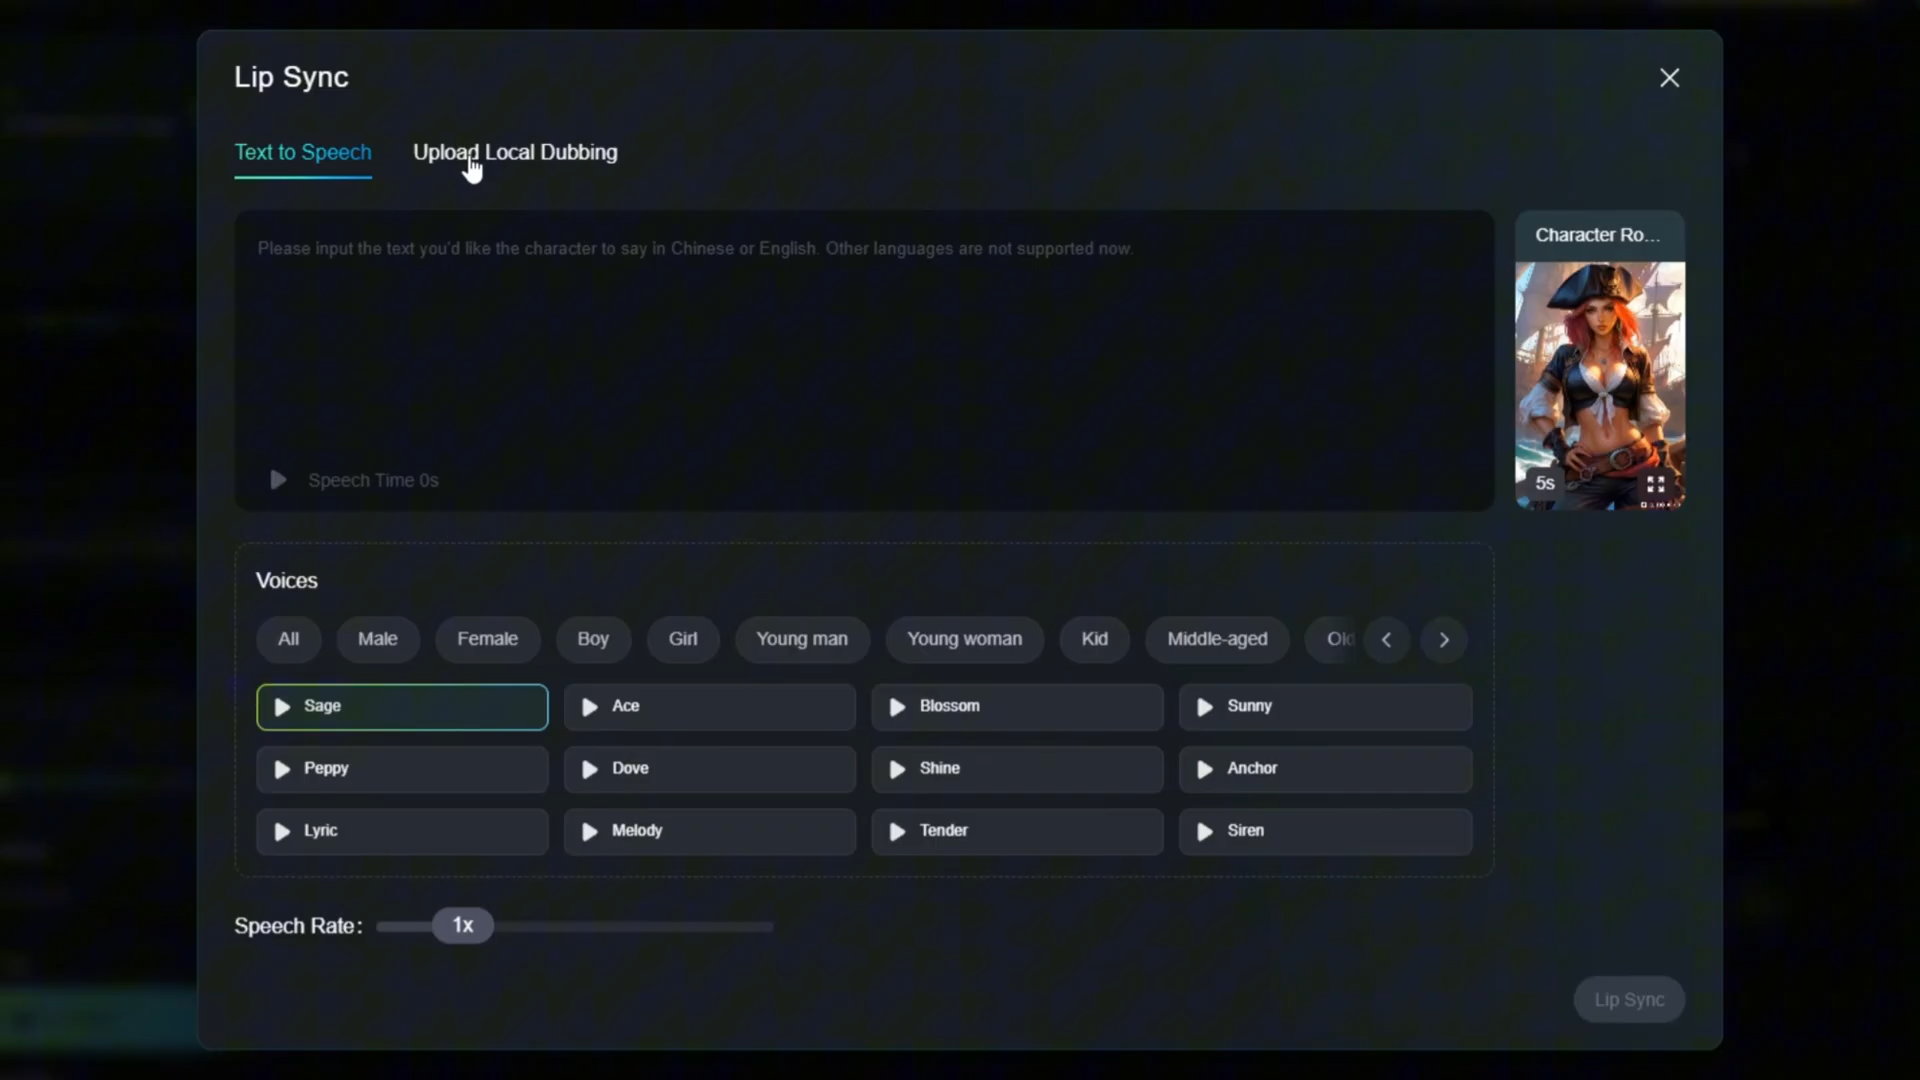 Lip Sync
Text to Speech
Upload Local Dubbing
Please input the text you'd like the character to say in Chinese or English. Other languages are not supported now.
Character Ro...
Speech Time 0s
5s
Voices
All
Male
Female
Boy
Girl
Young man
Young woman
Kid
Middle-aged
Old
Sage
Ace
Blossom
Sunny
Peppy
Dove
Shine
Anchor
Lyric
Melody
Tender
Siren
Speech Rate:
1x
Lip Sync